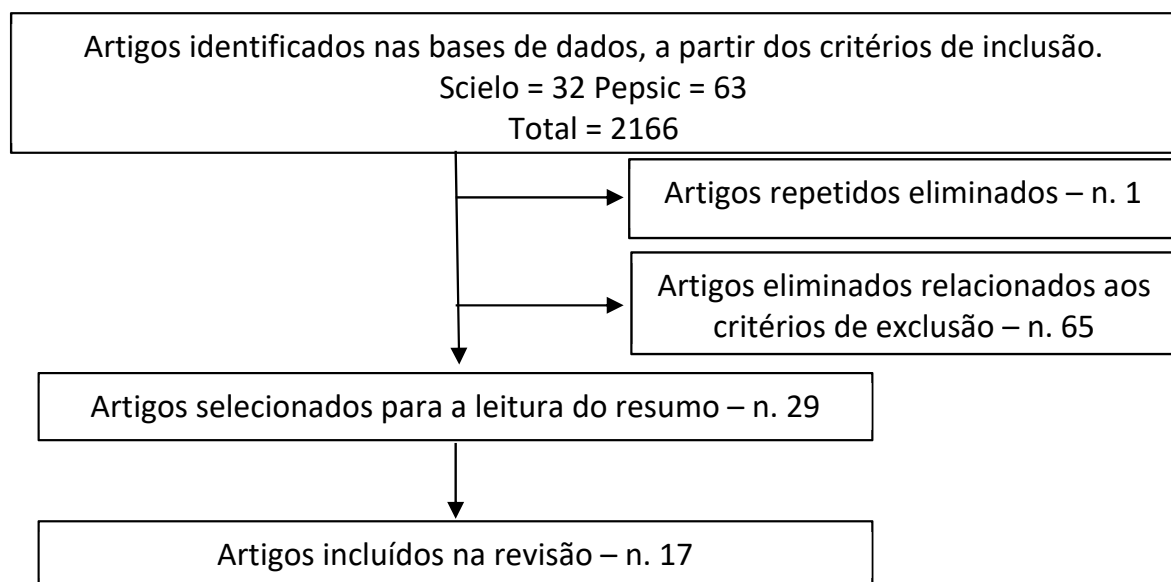 Artigos identificados nas bases de dados, a partir dos critérios de inclusão.
Scielo = 32 Pepsic = 63
Total = 2166
Artigos repetidos eliminados – n. 1
Artigos eliminados relacionados aos
critérios de exclusão – n. 65
Artigos selecionados para a leitura do resumo – n. 29
Artigos incluídos na revisão – n. 17